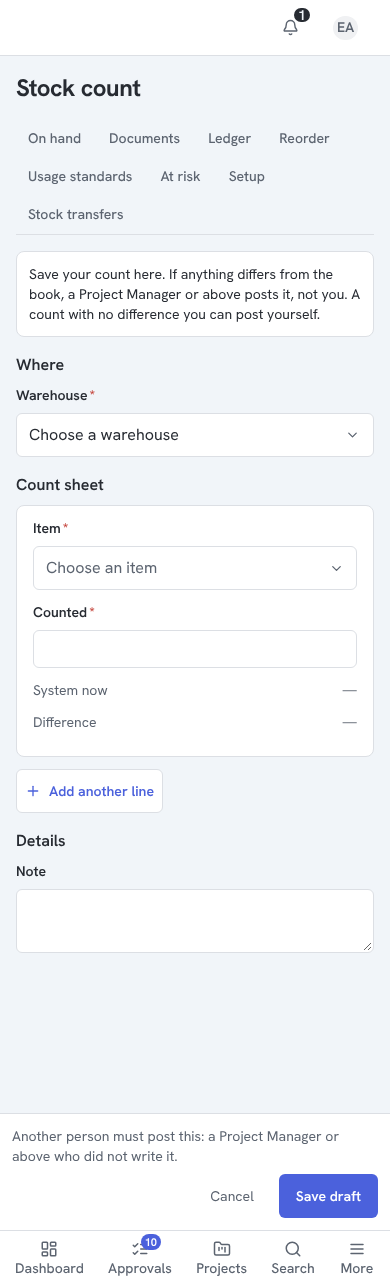 1
EA
Stock count
On hand Documents Ledger Reorder
Usage standards At risk Setup
Stock transfers
Save your count here. If anything differs from the
book, a Project Manager or above posts it, not you. A
count with no difference you can post yourself.
Where
Warehouse *
Choose a warehouse
Count sheet
Item *
Choose an item
Counted *
System now —
Difference —
+ Add another line
Details
Note
Another person must post this: a Project Manager or
above who did not write it.
Cancel Save draft
10
Dashboard Approvals Projects Search More